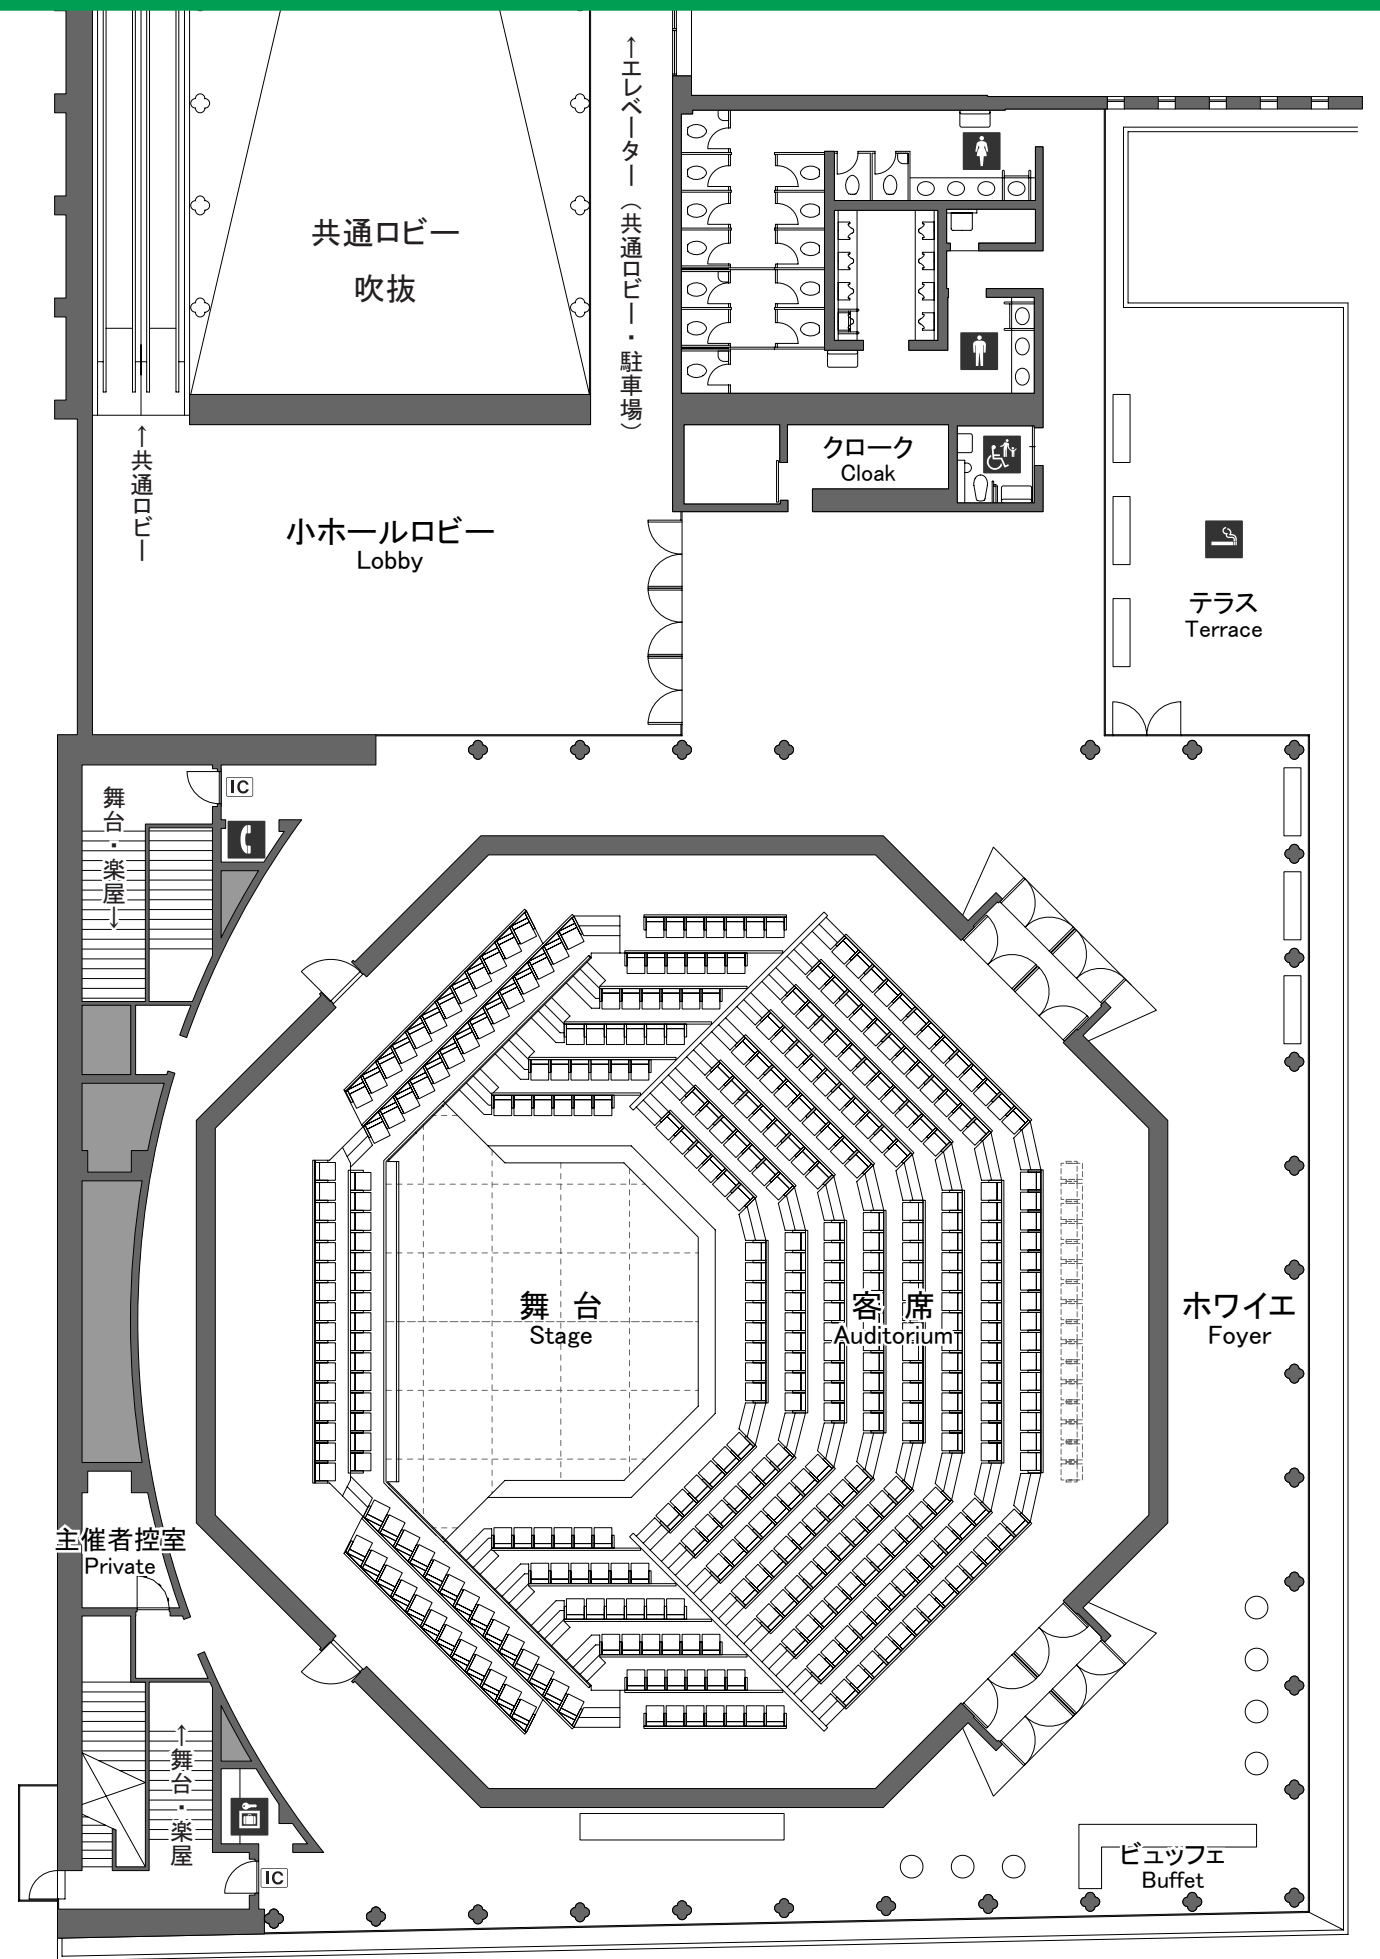 ↑エレベーター（共通ロビー・駐車場）
共通ロビー
吹抜
↑共通ロビー
クローク
Cloak
小ホールロビー
Lobby
テラス
Terrace
IC
舞台・楽屋↓
舞 台
Stage
客 席
Auditorium
ホワイエ
Foyer
主催者控室
Private
↑舞台・楽屋
IC
ビュッフェ
Buffet